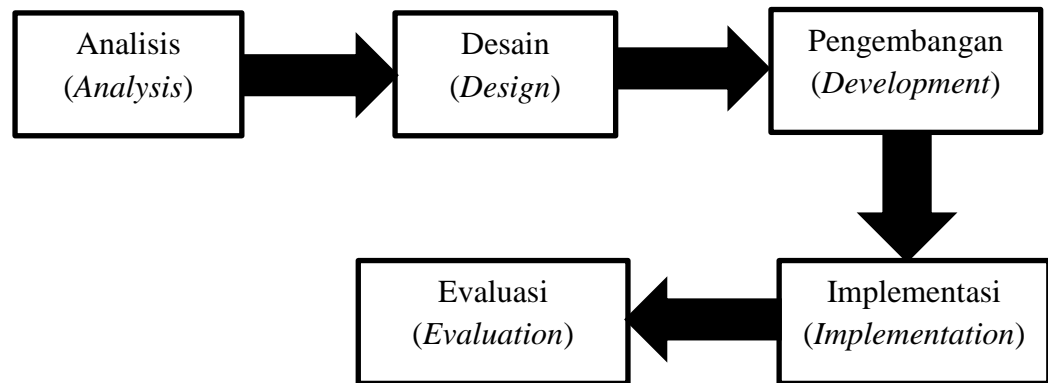 Analisis
(Analysis)
Desain
(Design)
Pengembangan
(Development)
Implementasi
(Implementation)
Evaluasi
(Evaluation)